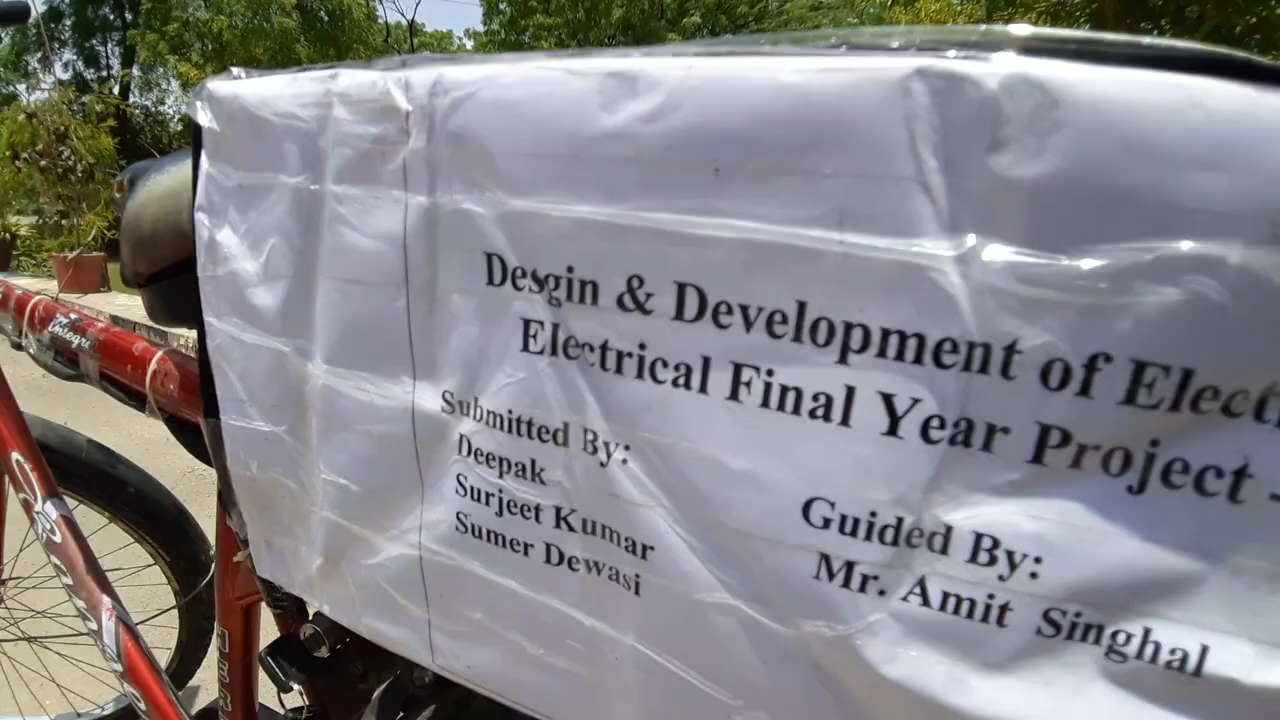 Desgin & Development of Elect
Electrical Final Year Project -
Submitted By:
Deepak
Surjeet Kumar
Sumer Dewasi
Guided By:
Mr. Amit Singhal